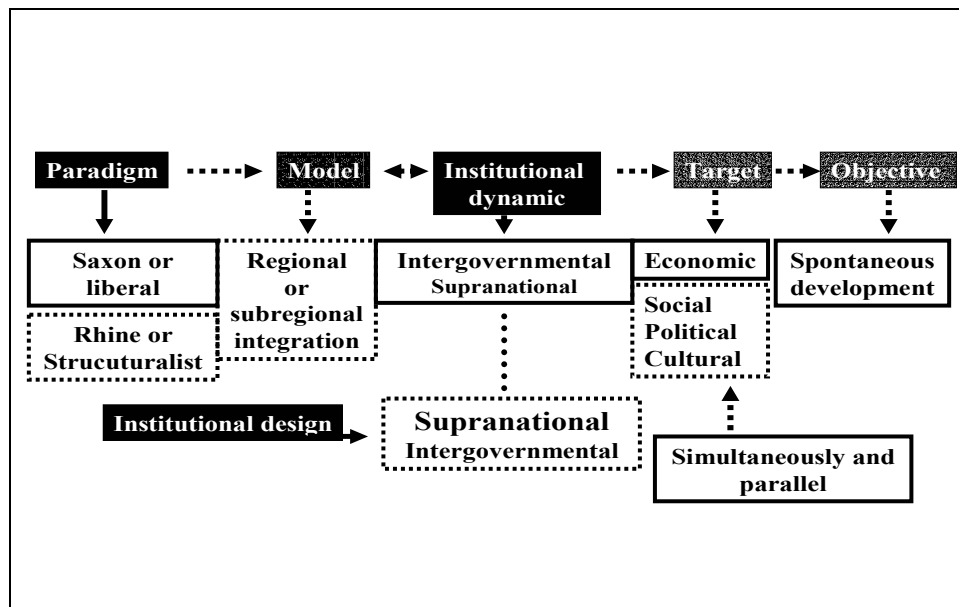 Paradigm
Model
Institutional
dynamic
Target
Objective
Saxon or
liberal
Rhine or
Strucuturalist
Regional
or
subregional
integration
Intergovernmental
Supranational
Economic
Social
Political
Cultural
Spontaneous
development
Institutional design
Supranational
Intergovernmental
Simultaneously and
parallel